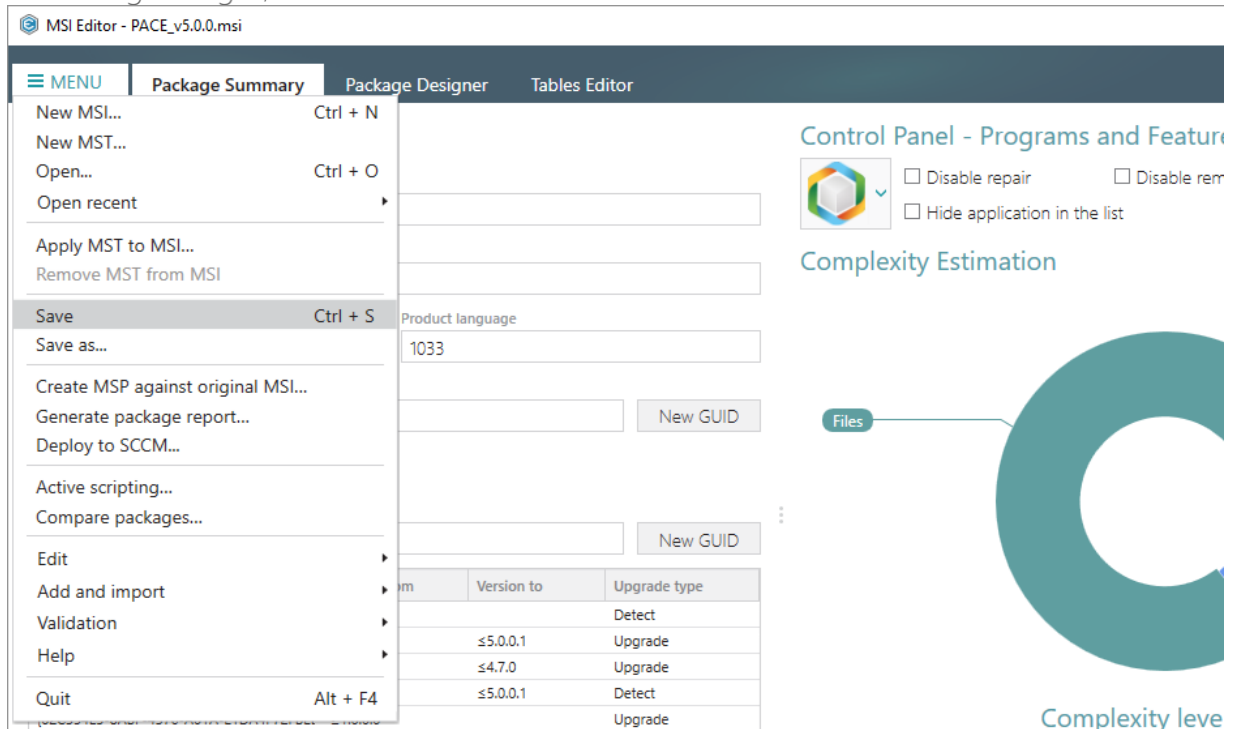 MSI Editor - PACE_v5.0.0.msi
MENU Package Summary Package Designer Tables Editor
New MSI... Ctrl + N
New MST...
Open... Ctrl + O
Open recent
Apply MST to MSI...
Remove MST from MSI
Save Ctrl + S
Save as...
Create MSP against original MSI...
Generate package report...
Deploy to SCCM...
Active scripting...
Compare packages...
Edit
Add and import
Validation
Help
Quit Alt + F4
Product language
1033
New GUID
New GUID
Version to Upgrade type
Detect
≤5.0.0.1 Upgrade
≤4.7.0 Upgrade
≤5.0.0.1 Detect
Upgrade
Control Panel - Programs and Feature
Disable repair Disable rem
Hide application in the list
Complexity Estimation
Files
Complexity leve